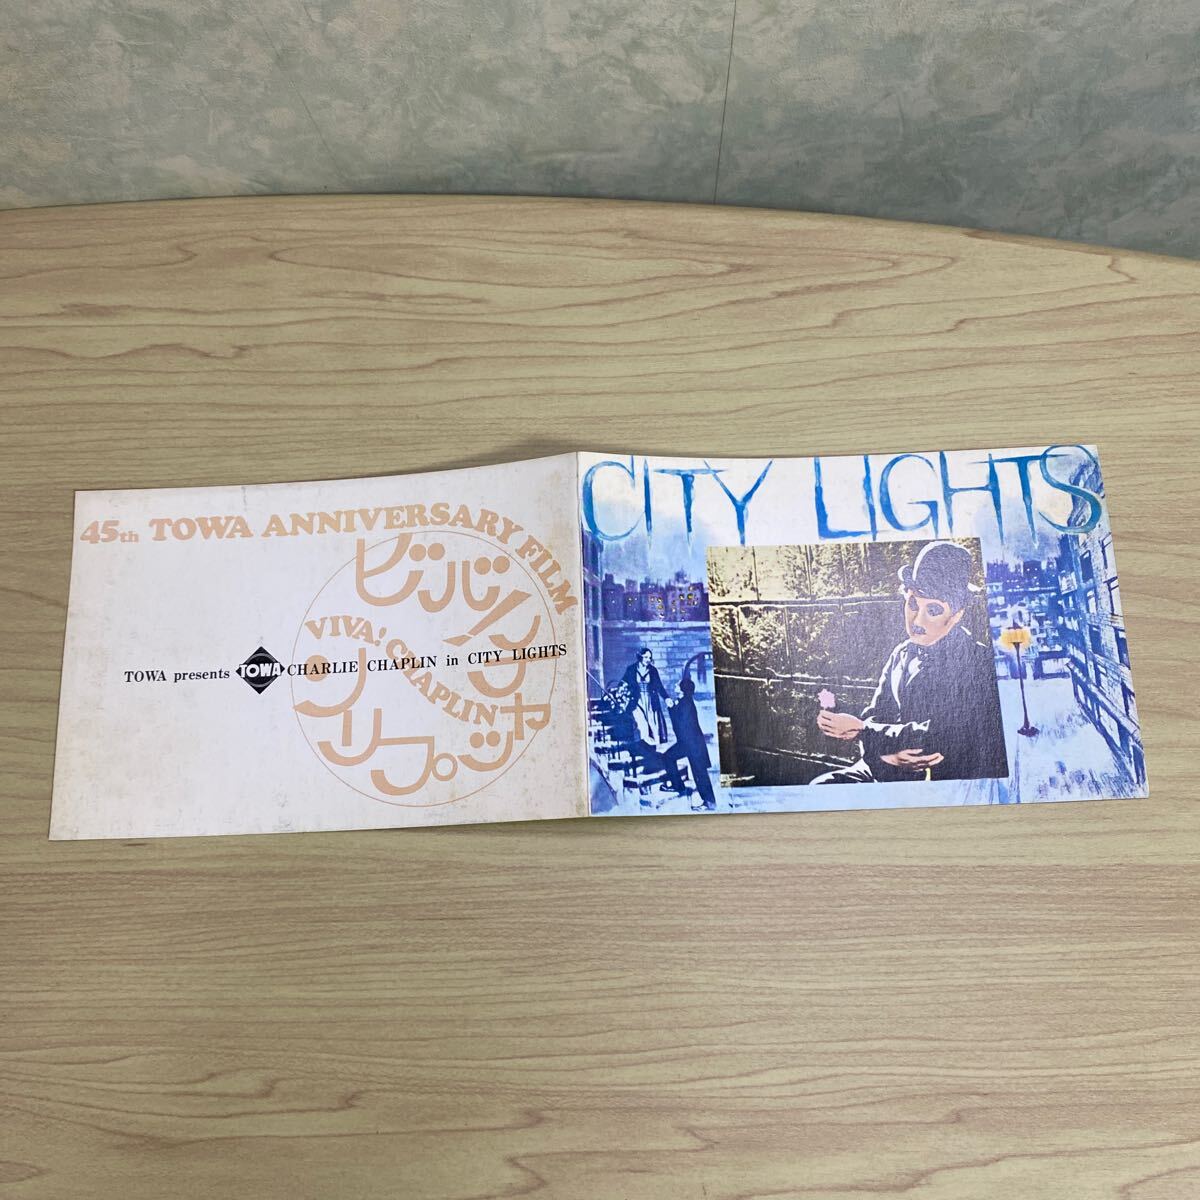 45th TOWA ANNIVERSARY FILM
ビバ!チャップリン
VIVA! CHAPLIN
TOWA presents TOWA CHARLIE CHAPLIN in CITY LIGHTS
CITY LIGHTS